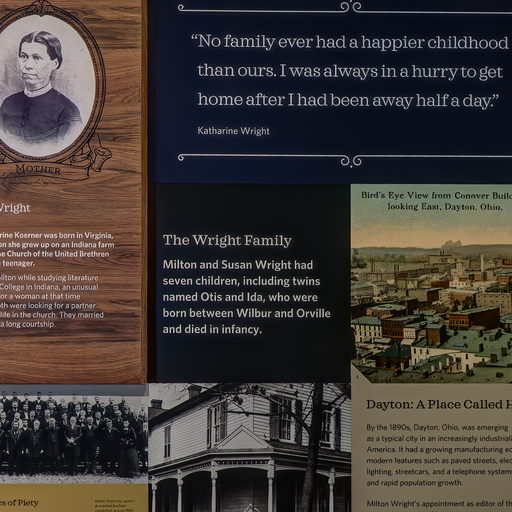 “No family ever had a happier childhood
than ours. I was always in a hurry to get
home after I had been away half a day.”
Katharine Wright
MOTHER
Wright
rine Koerner was born in Virginia,
on she grew up on an Indiana farm
he Church of the United Brethren
teenager.
ilton while studying literature
College in Indiana, an unusual
or a woman at that time
oth were looking for a partner
life in the church. They married
a long courtship.
The Wright Family
Milton and Susan Wright had
seven children, including twins
named Otis and Ida, who were
born between Wilbur and Orville
and died in infancy.
Bird's Eye View from Conover Build
looking East, Dayton, Ohio.
Dayton: A Place Called H
By the 1890s, Dayton, Ohio, was emerging
as a typical city in an increasingly industriali
America. It had a growing manufacturing ec
modern features such as paved streets, elec
lighting, streetcars, and a telephone system
and rapid population growth.
Milton Wright's appointment as editor of th
es of Piety